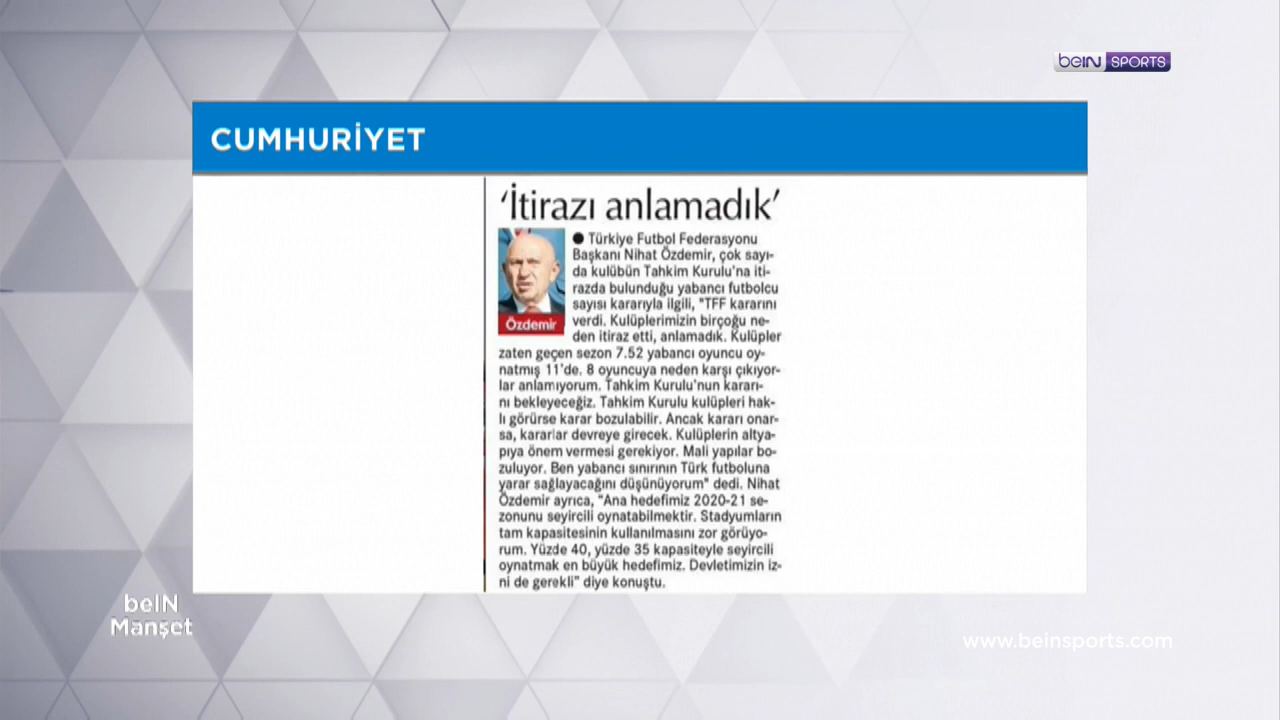 beIN SPORTS
CUMHURİYET
‘İtirazı anlamadık’
● Türkiye Futbol Federasyonu
Başkanı Nihat Özdemir, çok sayı-
da kulübün Tahkim Kurulu'na iti-
razda bulunduğu yabancı futbolcu
sayısı kararıyla ilgili, "TFF kararını
verdi. Kulüplerimizin birçoğu ne-
den itiraz etti, anlamadık. Kulüpler
Özdemir
zaten geçen sezon 7.52 yabancı oyuncu oy-
natmış 11'de. 8 oyuncuya neden karşı çıkıyor-
lar anlamıyorum. Tahkim Kurulu'nun kararı-
nı bekleyeceğiz. Tahkim Kurulu kulüpleri hak-
lı görürse karar bozulabilir. Ancak kararı onar-
sa, kararlar devreye girecek. Kulüplerin altya-
pıya önem vermesi gerekiyor. Mali yapılar bo-
zuluyor. Ben yabancı sınırının Türk futboluna
yarar sağlayacağını düşünüyorum" dedi. Nihat
Özdemir ayrıca, "Ana hedefimiz 2020-21 se-
zonunu seyircili oynatabilmektir. Stadyumların
tam kapasitesinin kullanılmasını zor görüyo-
rum. Yüzde 40, yüzde 35 kapasiteyle seyircili
oynatmak en büyük hedefimiz. Devletimizin iz-
ni de gerekli" diye konuştu.
beIN
Manşet
www.beinsports.com